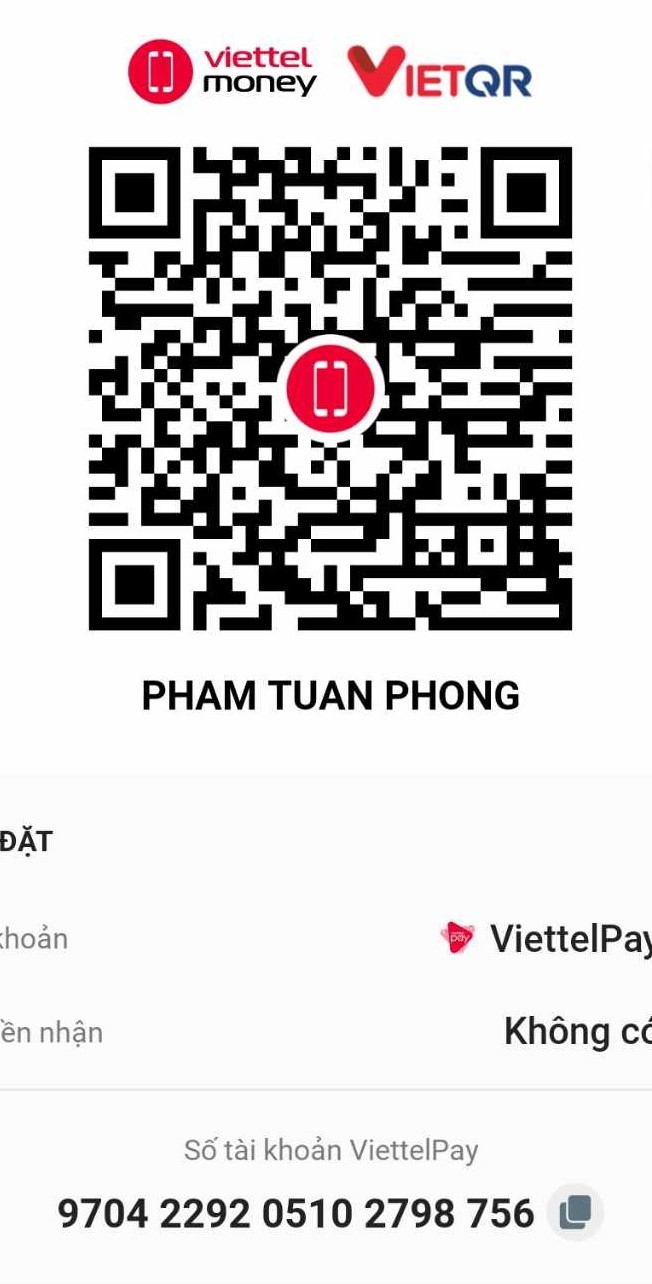 viettel
money
VIETQR
PHAM TUAN PHONG
ĐẶT
khoản
ViettelPay
ền nhận
Không có
Số tài khoản ViettelPay
9704 2292 0510 2798 756